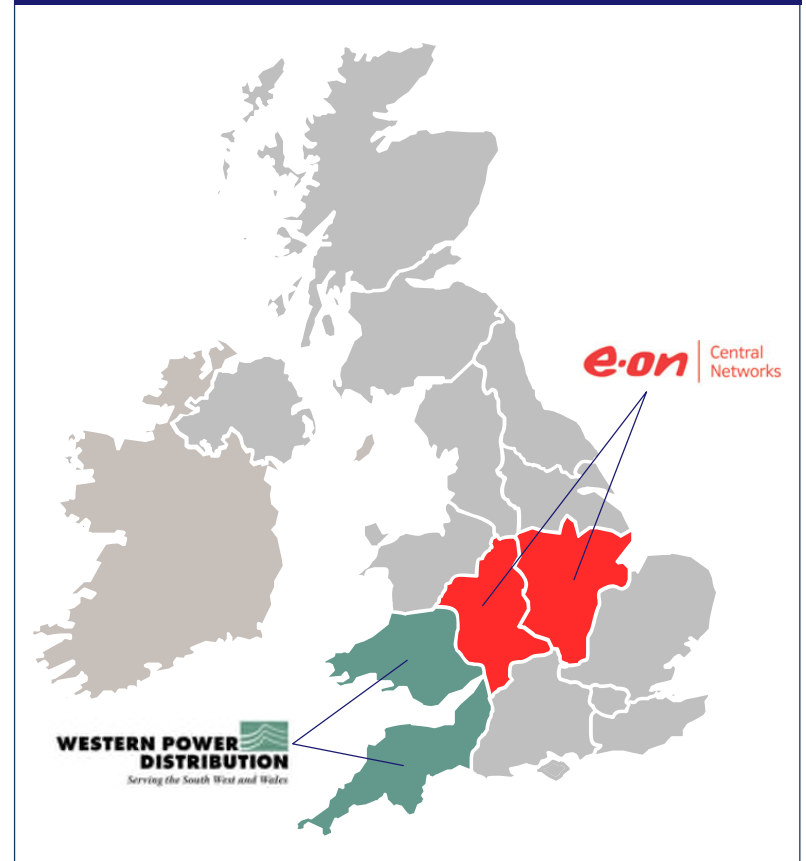 e·on
Central
Networks
WESTERN POWER
DISTRIBUTION
Serving the South West and Wales